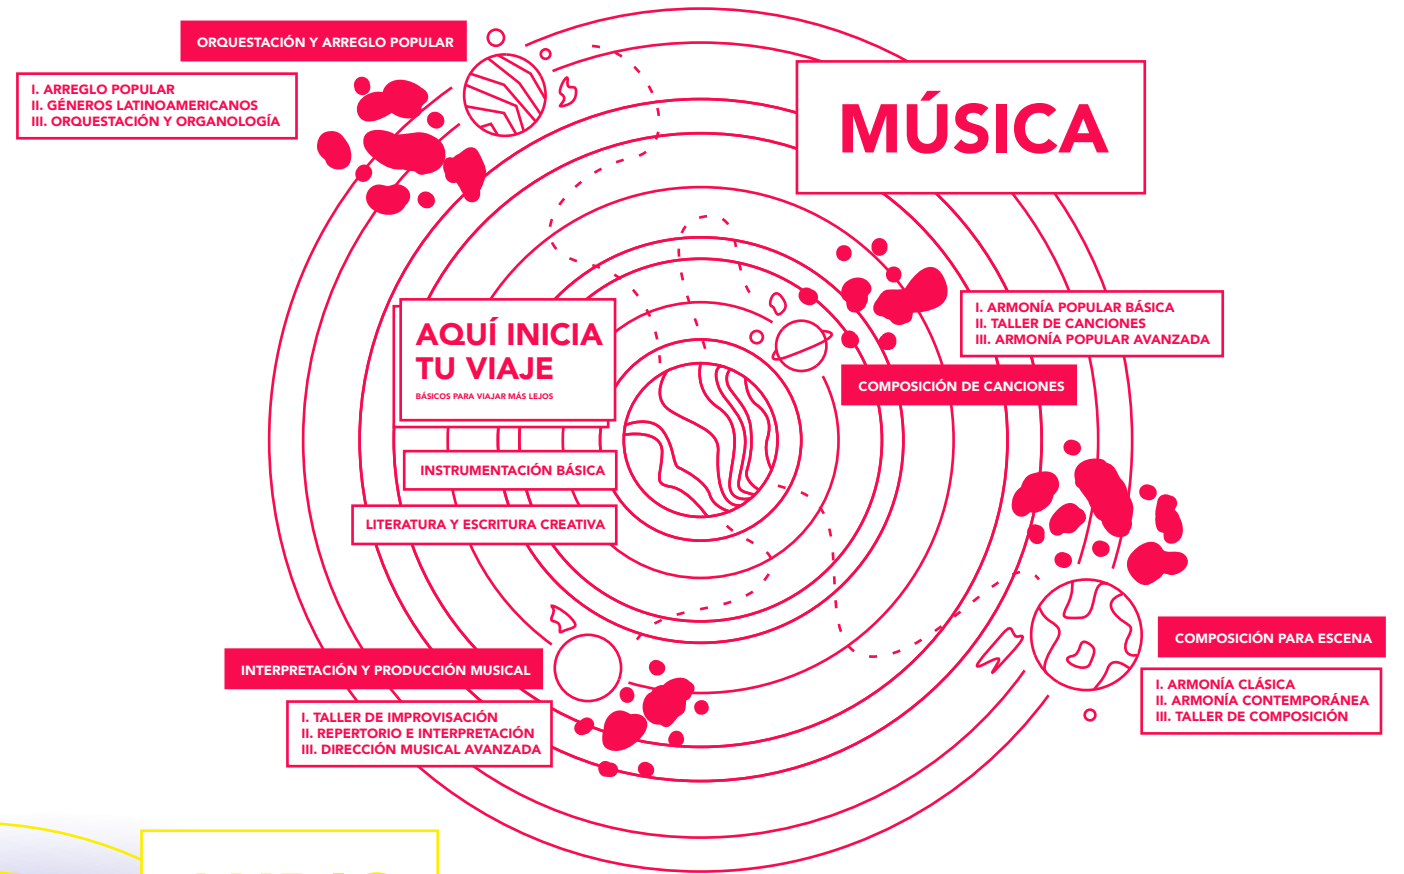 ORQUESTACIÓN Y ARREGLO POPULAR
I. ARREGLO POPULAR
II. GÉNEROS LATINOAMERICANOS
III. ORQUESTACIÓN Y ORGANOLOGÍA
MÚSICA
I. ARMONÍA POPULAR BÁSICA
II. TALLER DE CANCIONES
III. ARMONÍA POPULAR AVANZADA
COMPOSICIÓN DE CANCIONES
AQUÍ INICIA
TU VIAJE
BÁSICOS PARA VIAJAR MÁS LEJOS
INSTRUMENTACIÓN BÁSICA
LITERATURA Y ESCRITURA CREATIVA
COMPOSICIÓN PARA ESCENA
I. ARMONÍA CLÁSICA
II. ARMONÍA CONTEMPORÁNEA
III. TALLER DE COMPOSICIÓN
INTERPRETACIÓN Y PRODUCCIÓN MUSICAL
I. TALLER DE IMPROVISACIÓN
II. REPERTORIO E INTERPRETACIÓN
III. DIRECCIÓN MUSICAL AVANZADA